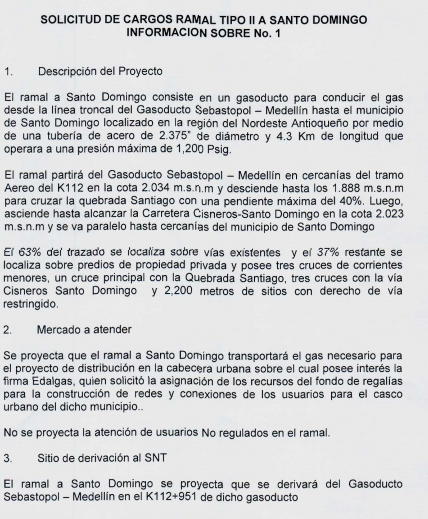 SOLICITUD DE CARGOS RAMAL TIPO II A SANTO DOMINGO
INFORMACION SOBRE No. 1
1. Descripción del Proyecto
El ramal a Santo Domingo consiste en un gasoducto para conducir el gas
desde la línea troncal del Gasoducto Sebastopol – Medellín hasta el municipio
de Santo Domingo localizado en la región del Nordeste Antioqueño por medio
de una tubería de acero de 2.375" de diámetro y 4.3 Km de longitud que
operara a una presión máxima de 1,200 Psig.
El ramal partirá del Gasoducto Sebastopol – Medellín en cercanías del tramo
Aereo del K112 en la cota 2.034 m.s.n.m y desciende hasta los 1.888 m.s.n.m
para cruzar la quebrada Santiago con una pendiente máxima del 40%. Luego,
asciende hasta alcanzar la Carretera Cisneros-Santo Domingo en la cota 2.023
m.s.n.m y se va paralelo hasta cercanías del municipio de Santo Domingo
El 63% del trazado se localiza sobre vías existentes y el 37% restante se
localiza sobre predios de propiedad privada y posee tres cruces de corrientes
menores, un cruce principal con la Quebrada Santiago, tres cruces con la vía
Cisneros Santo Domingo y 2,200 metros de sitios con derecho de vía
restringido.
2. Mercado a atender
Se proyecta que el ramal a Santo Domingo transportará el gas necesario para
el proyecto de distribución en la cabecera urbana sobre el cual posee interés la
firma Edalgas, quien solicitó la asignación de los recursos del fondo de regalías
para la construcción de redes y conexiones de los usuarios para el casco
urbano del dicho municipio..
No se proyecta la atención de usuarios No regulados en el ramal.
3. Sitio de derivación al SNT
El ramal a Santo Domingo se proyecta que se derivará del Gasoducto
Sebastopol – Medellín en el K112+951 de dicho gasoducto